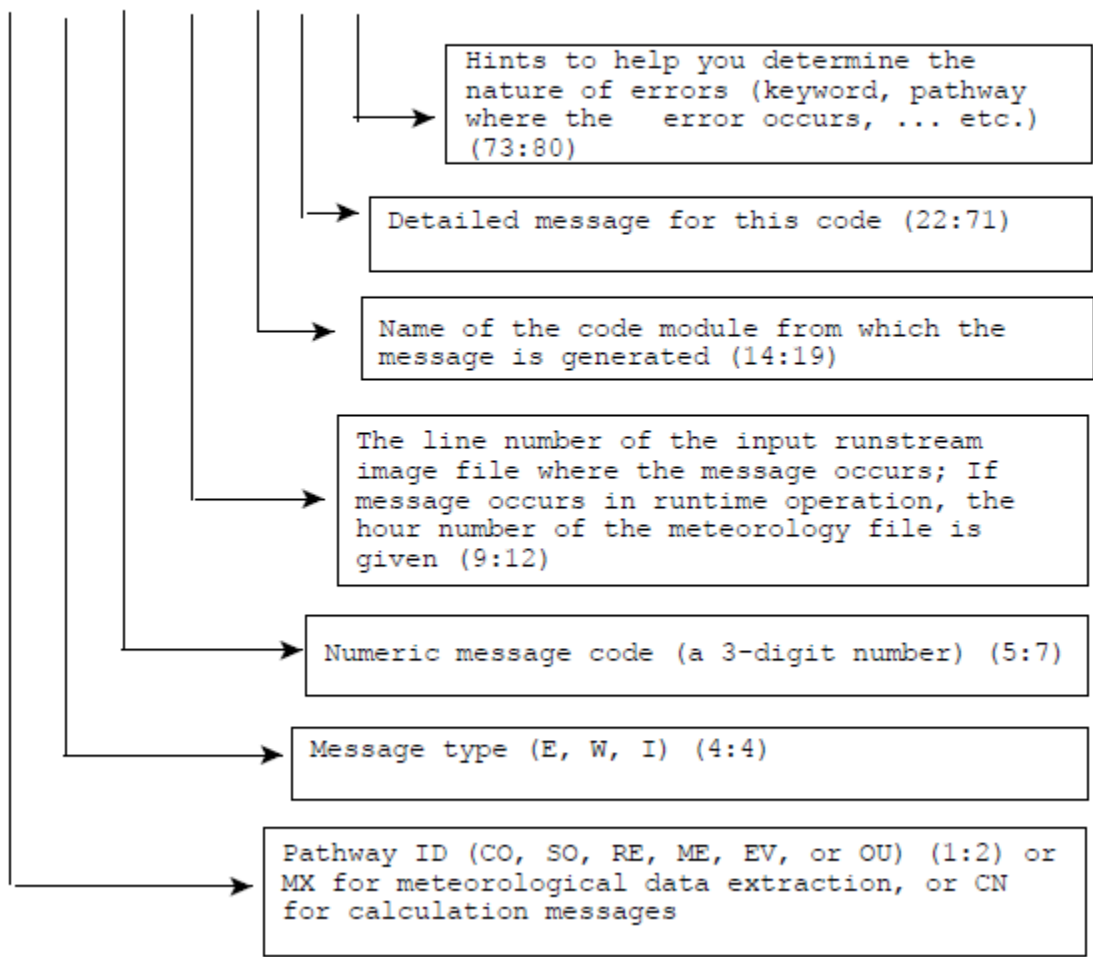 Hints to help you determine the
nature of errors (keyword, pathway
where the error occurs, ... etc.)
(73:80)
Detailed message for this code (22:71)
Name of the code module from which the
message is generated (14:19)
The line number of the input runstream
image file where the message occurs; If
message occurs in runtime operation, the
hour number of the meteorology file is
given (9:12)
Numeric message code (a 3-digit number) (5:7)
Message type (E, W, I) (4:4)
Pathway ID (CO, SO, RE, ME, EV, or OU) (1:2) or
MX for meteorological data extraction, or CN
for calculation messages